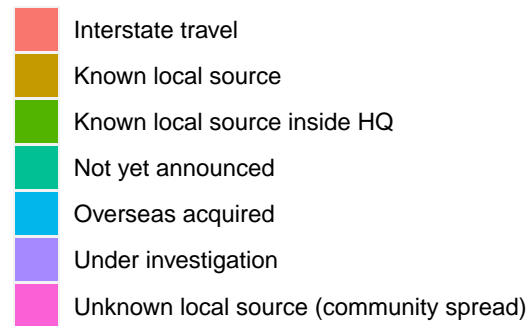 Interstate travel
Known local source
Known local source inside HQ
Not yet announced
Overseas acquired
Under investigation
Unknown local source (community spread)